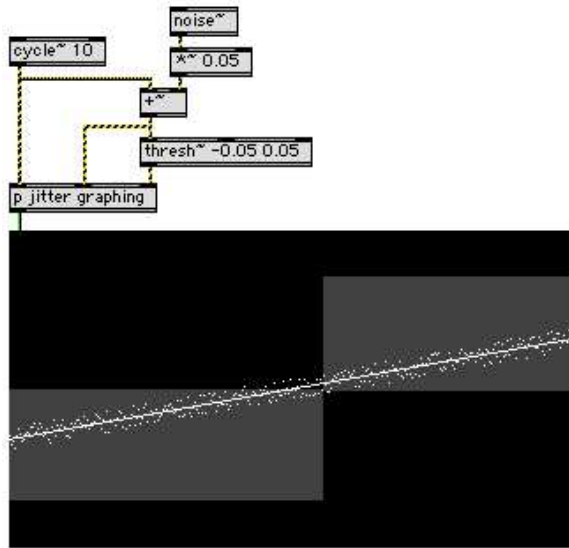 noise~
cycle~ 10
*~ 0.05
+~
thresh~ -0.05 0.05
p jitter graphing